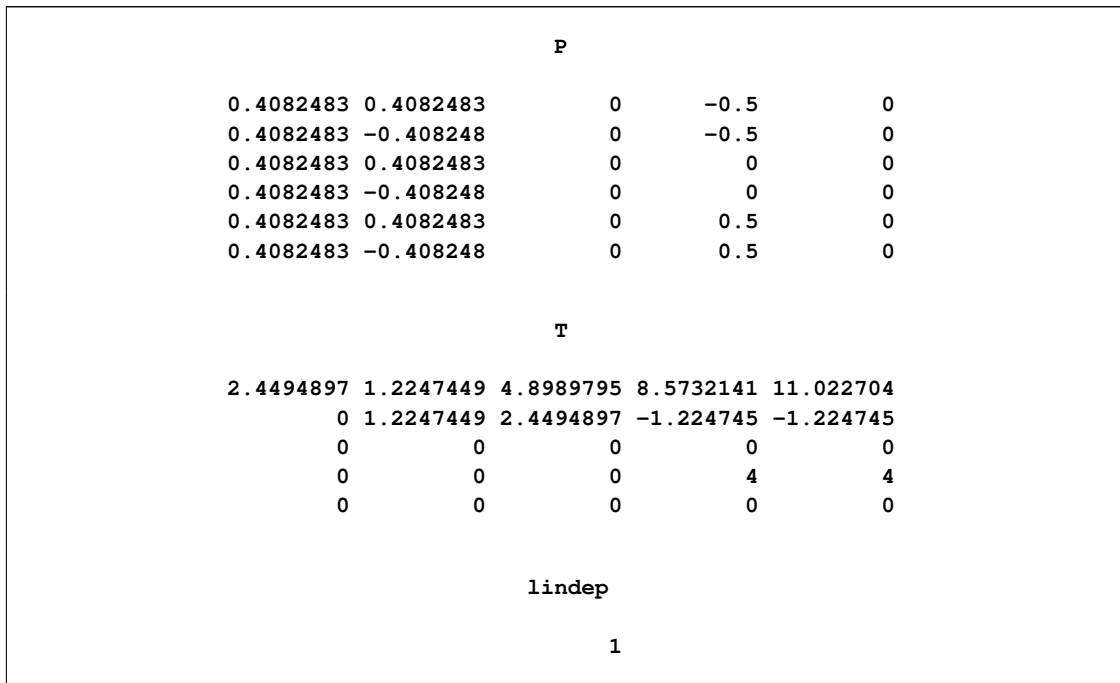 P
0.4082483 0.4082483 0 -0.5 0
0.4082483 -0.408248 0 -0.5 0
0.4082483 0.4082483 0 0 0
0.4082483 -0.408248 0 0 0
0.4082483 0.4082483 0 0.5 0
0.4082483 -0.408248 0 0.5 0
T
2.4494897 1.2247449 4.8989795 8.5732141 11.022704
0 1.2247449 2.4494897 -1.224745 -1.224745
0 0 0 0 0
0 0 0 4 4
0 0 0 0 0
lindep
1